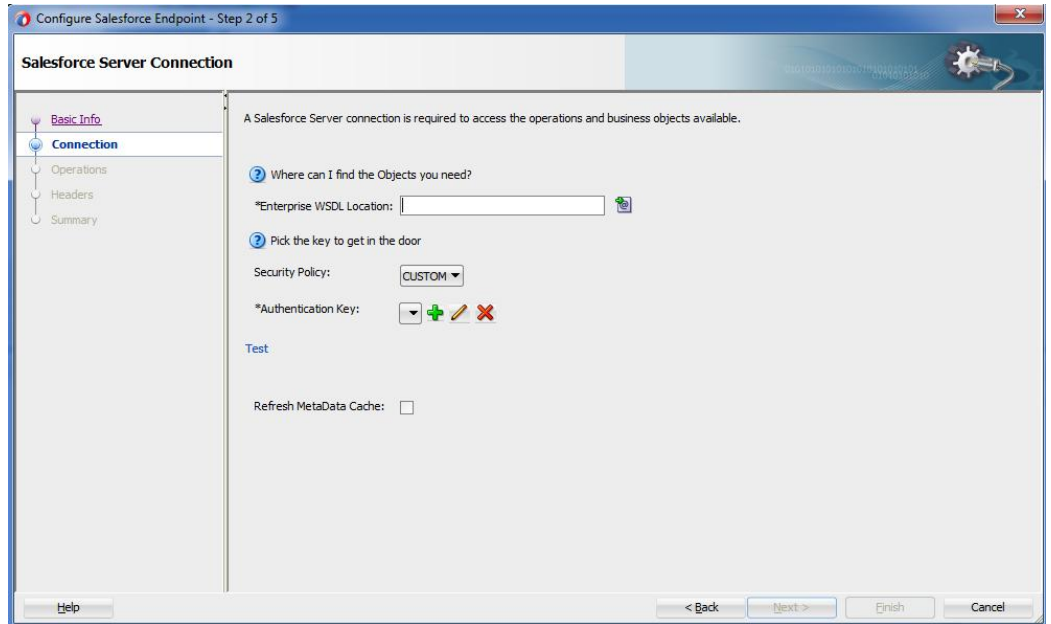 Configure Salesforce Endpoint - Step 2 of 5
Salesforce Server Connection
Basic Info
Connection
Operations
Headers
Summary
A Salesforce Server connection is required to access the operations and business objects available.
Where can I find the Objects you need?
*Enterprise WSDL Location:
Pick the key to get in the door
Security Policy: CUSTOM
*Authentication Key:
Test
Refresh MetaData Cache:
Help < Back Next > Finish Cancel